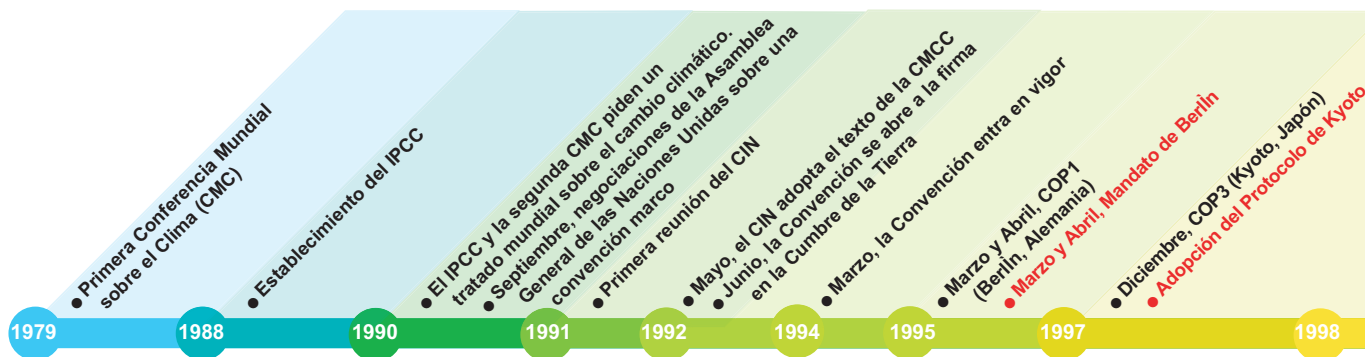 Primera Conferencia Mundial
sobre el Clima (CMC)
Establecimiento del IPCC
El IPCC y la segunda CMC piden un
tratado mundial sobre el cambio climático.
Septiembre, negociaciones de la Asamblea
General de las Naciones Unidas sobre una
convención marco
Primera reunión del CIN
Mayo, el CIN adopta el texto de la CMCC
Junio, la Convención se abre a la firma
en la Cumbre de la Tierra
Marzo, la Convención entra en vigor
Marzo y Abril, COP1
(Berlìn, Alemania)
Marzo y Abril, Mandato de Berlìn
Diciembre, COP3 (Kyoto, Japón)
Adopción del Protocolo de Kyoto
1979
1988
1990
1991
1992
1994
1995
1997
1998